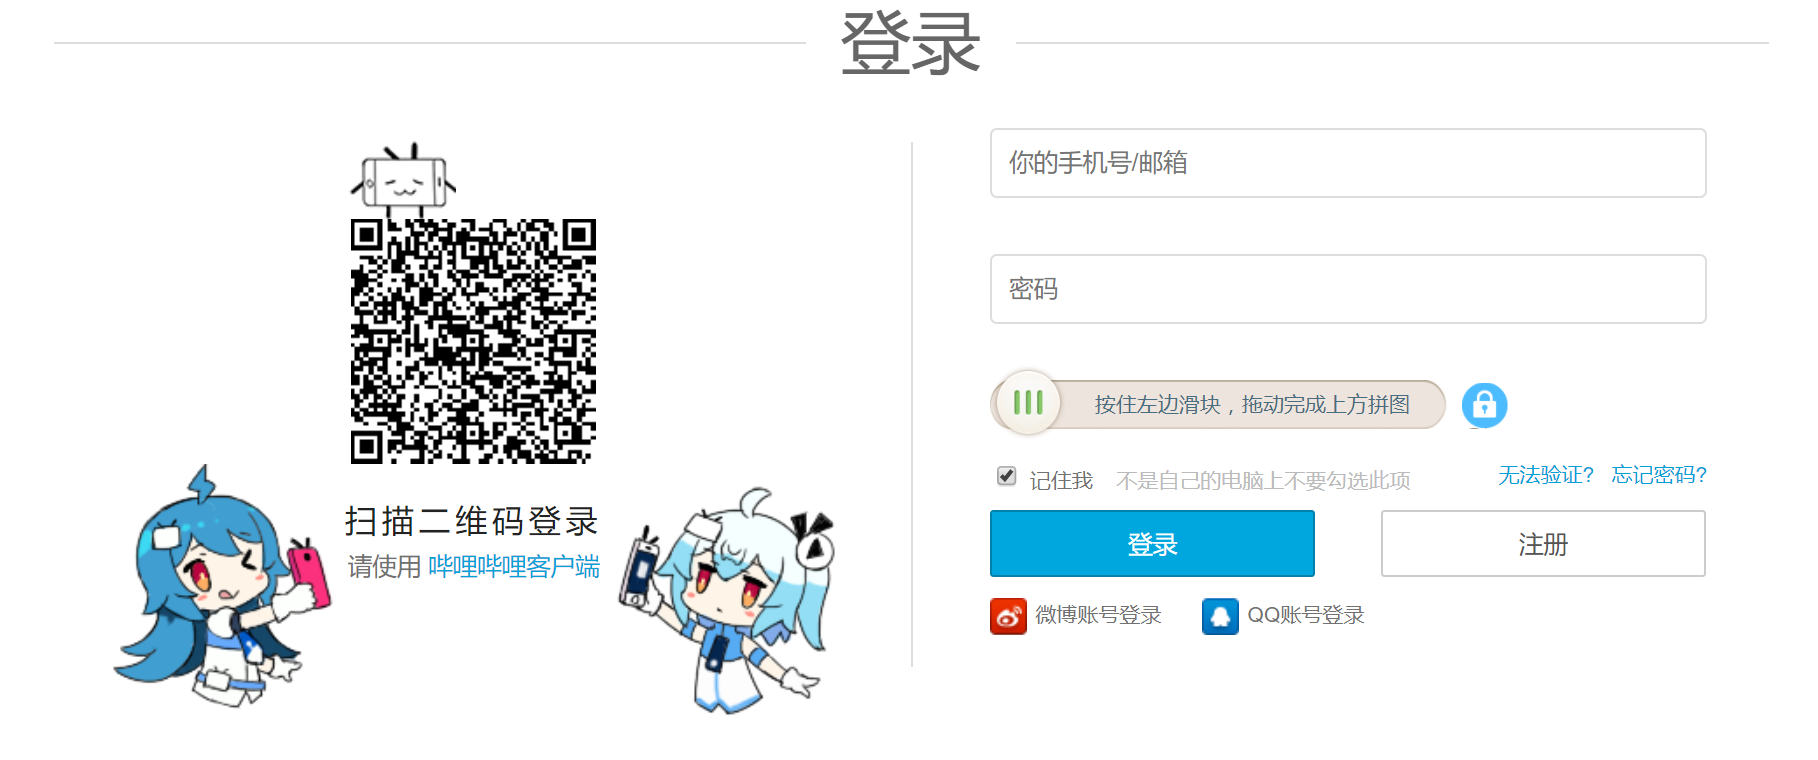 登录
扫描二维码登录
请使用 哔哩哔哩客户端
你的手机号/邮箱
密码
按住左边滑块，拖动完成上方拼图
记住我 不是自己的电脑上不要勾选此项 无法验证? 忘记密码?
登录 注册
微博账号登录 QQ账号登录